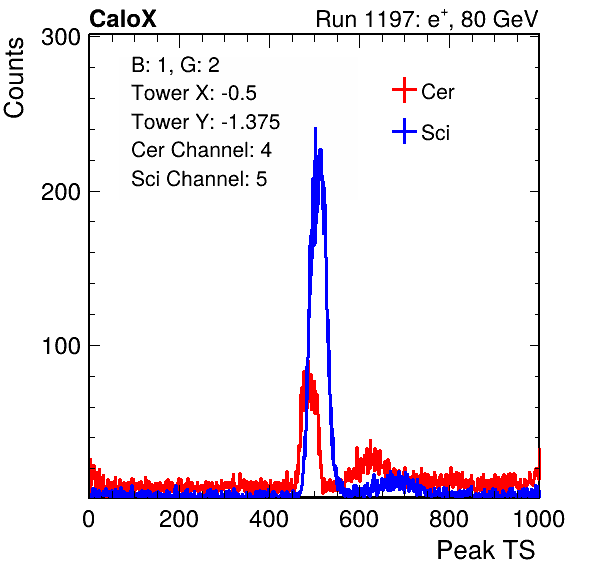 CaloX Run 1197: e⁺, 80 GeV
300
Counts
B: 1, G: 2
Tower X: -0.5
Tower Y: -1.375
Cer Channel: 4
Sci Channel: 5
Cer
Sci
200
100
0 200 400 600 800 1000
Peak TS